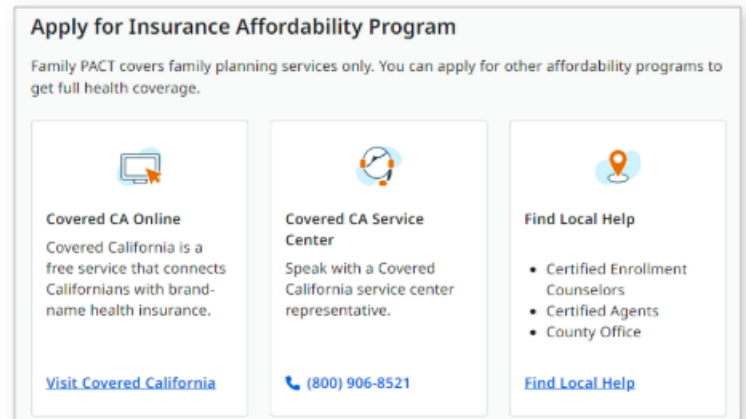 Apply for Insurance Affordability Program
Family PACT covers family planning services only. You can apply for other affordability programs to
get full health coverage.
Covered CA Online
Covered California is a
free service that connects
Californians with brand-
name health insurance.
Visit Covered California
Covered CA Service
Center
Speak with a Covered
California service center
representative.
(800) 906-8521
Find Local Help
• Certified Enrollment
Counselors
• Certified Agents
• County Office
Find Local Help